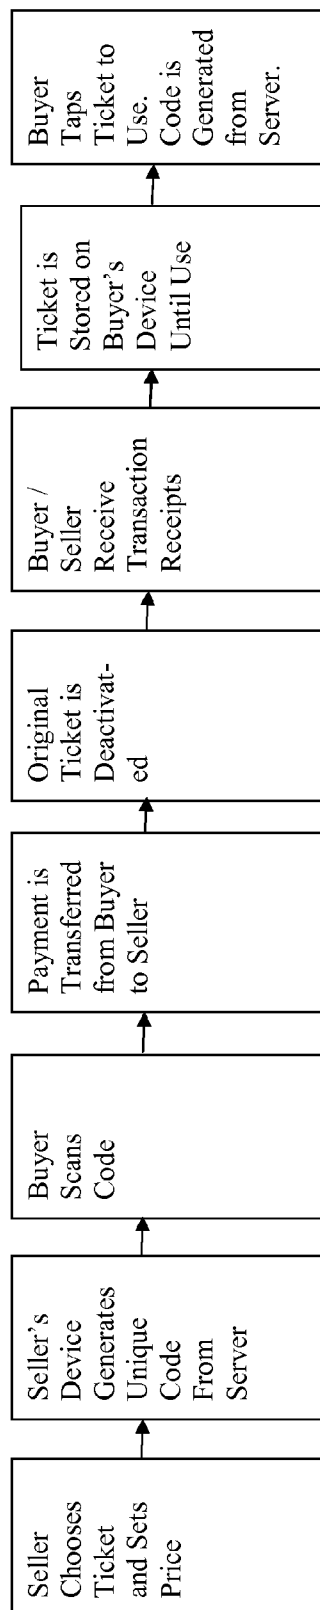 Seller
Chooses
Ticket
and Sets
Price
Seller's
Device
Generates
Unique
Code
From
Server
Buyer
Scans
Code
Payment is
Transferred
from Buyer
to Seller
Original
Ticket is
Deactivat-
ed
Buyer /
Seller
Receive
Transaction
Receipts
Ticket is
Stored on
Buyer's
Device
Until Use
Buyer
Taps
Ticket to
Use.
Code is
Generated
from
Server.